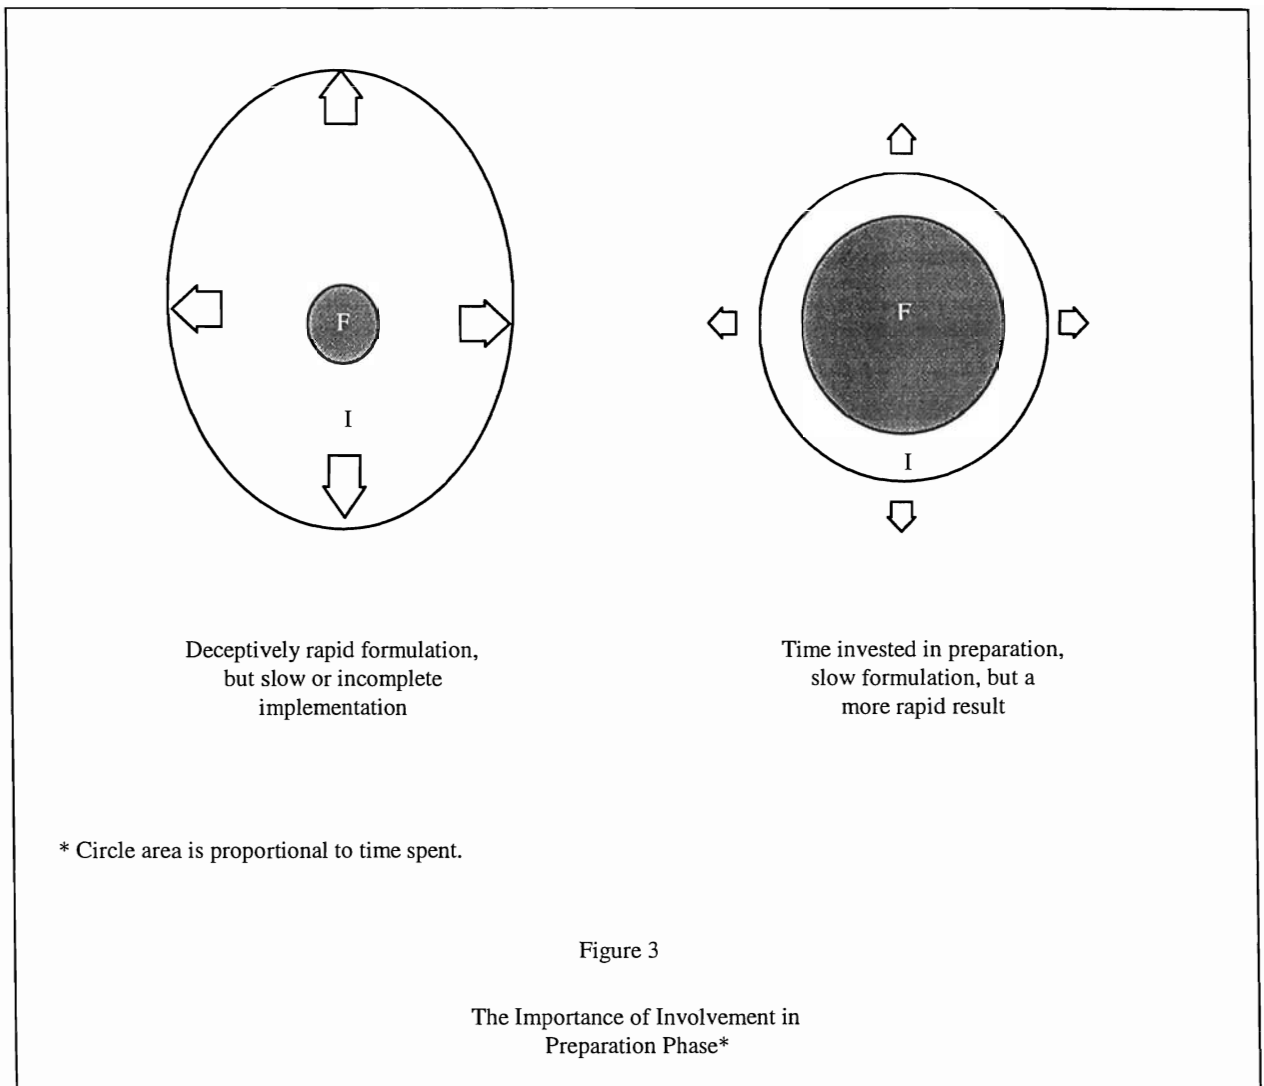 F
I
F
I
Deceptively rapid formulation,
but slow or incomplete
implementation
Time invested in preparation,
slow formulation, but a
more rapid result
* Circle area is proportional to time spent.
Figure 3
The Importance of Involvement in
Preparation Phase*